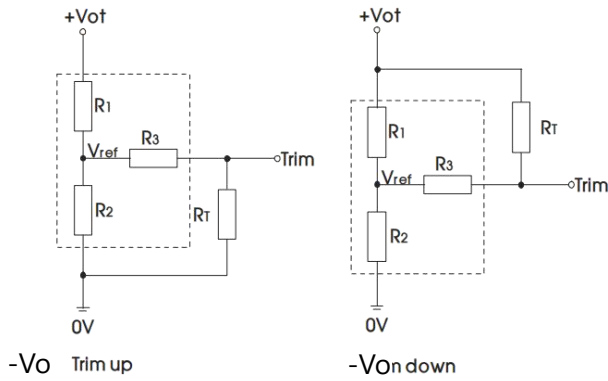 +Vot
R1
Vref
R3
Trim
R2
RT
0V
-Vo Trim up
+Vot
R1
RT
Vref
R3
Trim
R2
0V
-Von down